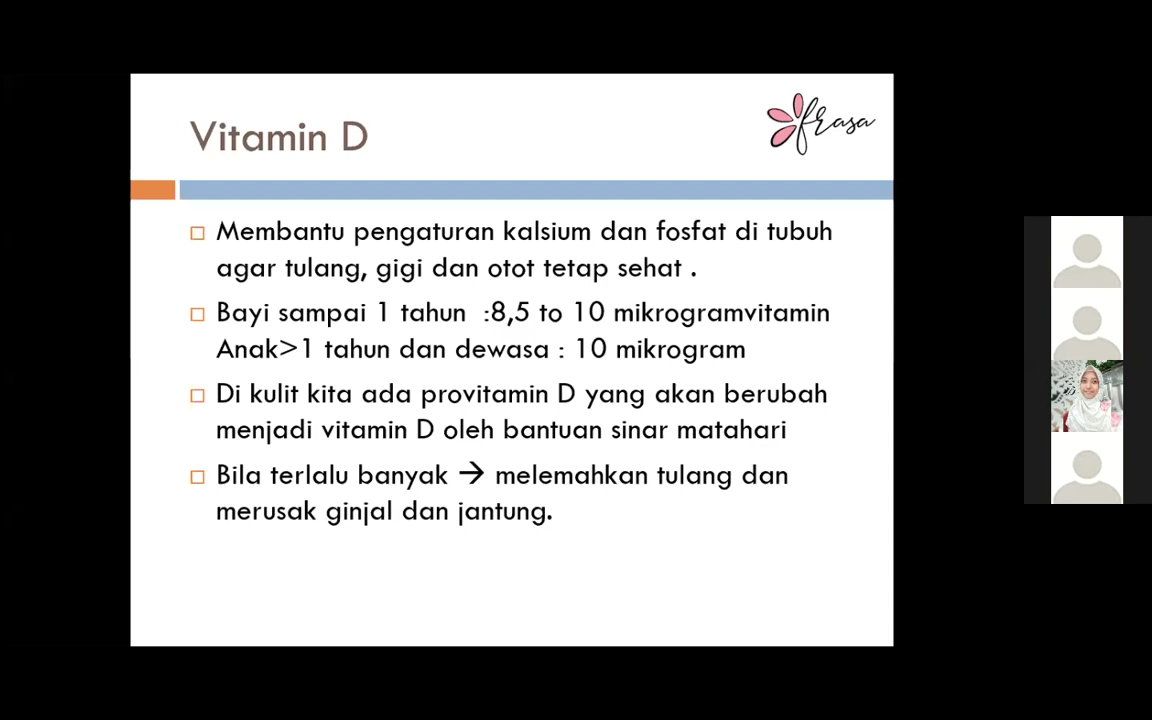 Vitamin D
frasa
Membantu pengaturan kalsium dan fosfat di tubuh
agar tulang, gigi dan otot tetap sehat .
Bayi sampai 1 tahun :8,5 to 10 mikrogramvitamin
Anak>1 tahun dan dewasa : 10 mikrogram
Di kulit kita ada provitamin D yang akan berubah
menjadi vitamin D oleh bantuan sinar matahari
Bila terlalu banyak → melemahkan tulang dan
merusak ginjal dan jantung.